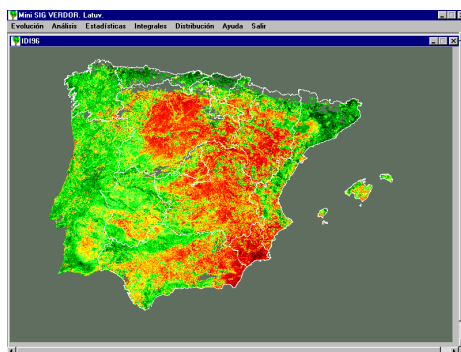 Mini SIG VERDOR. Latuv.
Evolución Análisis Estadísticas Integrales Distribución Ayuda Salir
IDI96